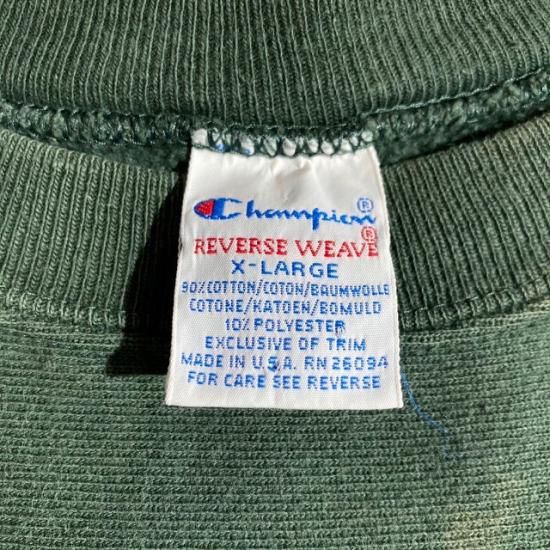 Champion®
REVERSE WEAVE®
X-LARGE
90% COTTON/COTON/BAUMWOLLE
COTONE/KATOEN/BOMULD
10% POLYESTER
EXCLUSIVE OF TRIM
MADE IN U.S.A. RN 26094
FOR CARE SEE REVERSE